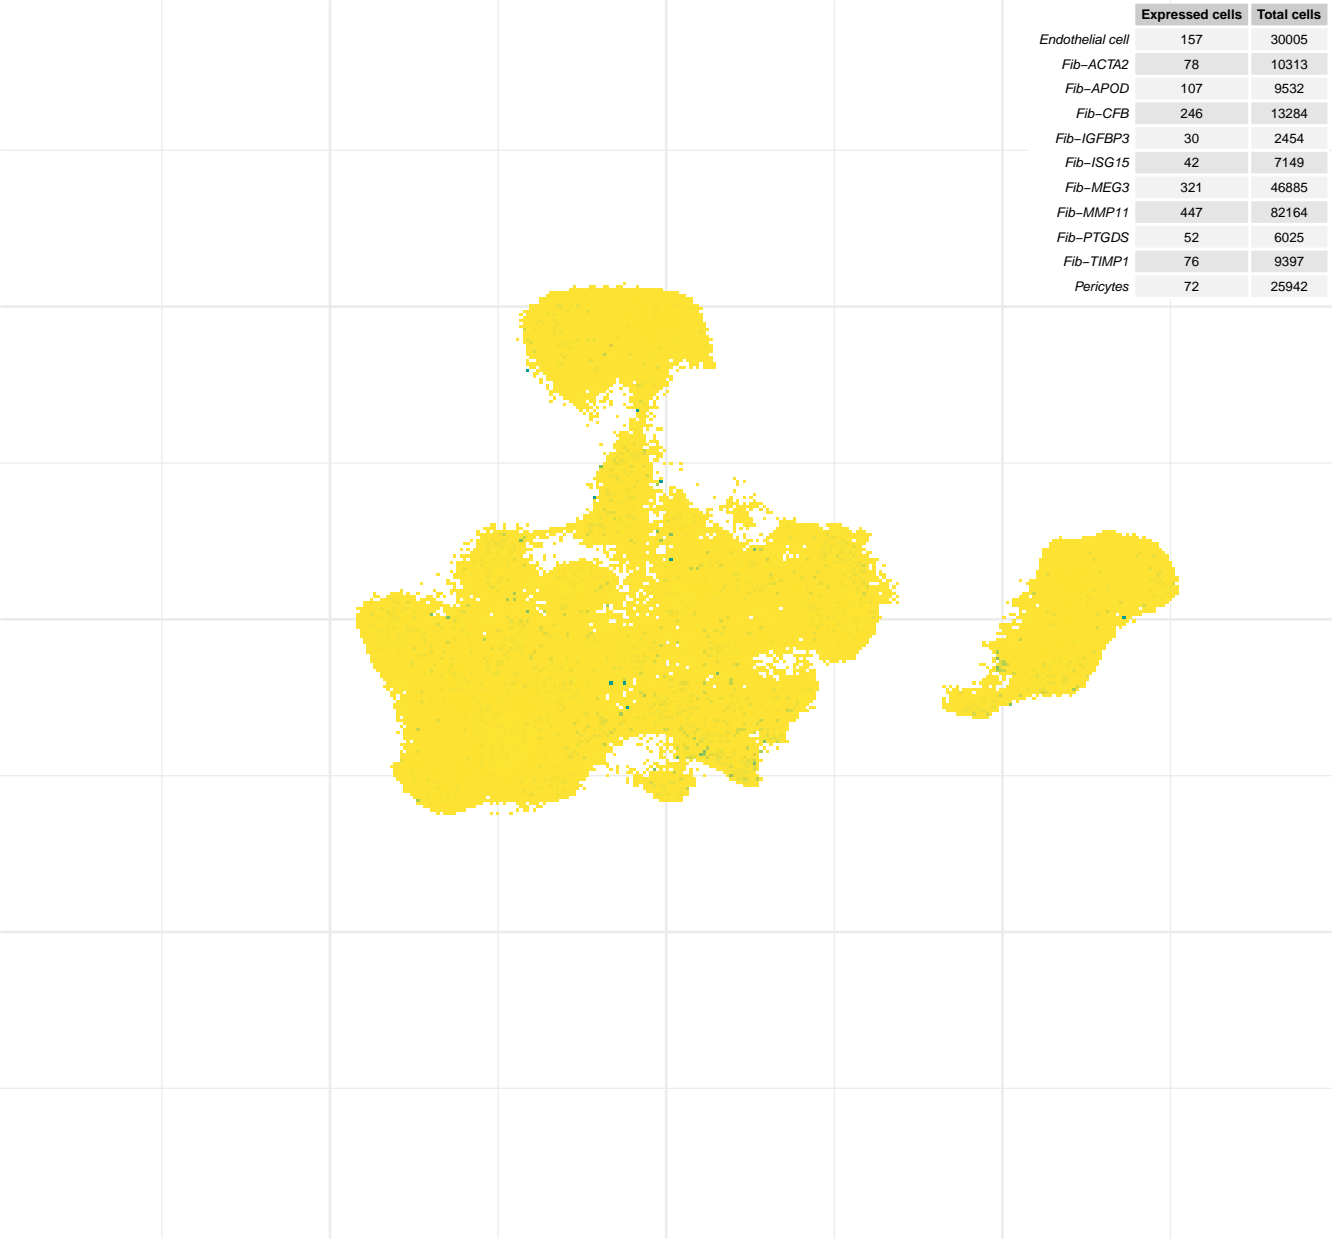 Expressed cells Total cells
Endothelial cell 157 30005
Fib−ACTA2 78 10313
Fib−APOD 107 9532
Fib−CFB 246 13284
Fib−IGFBP3 30 2454
Fib−ISG15 42 7149
Fib−MEG3 321 46885
Fib−MMP11 447 82164
Fib−PTGDS 52 6025
Fib−TIMP1 76 9397
Pericytes 72 25942